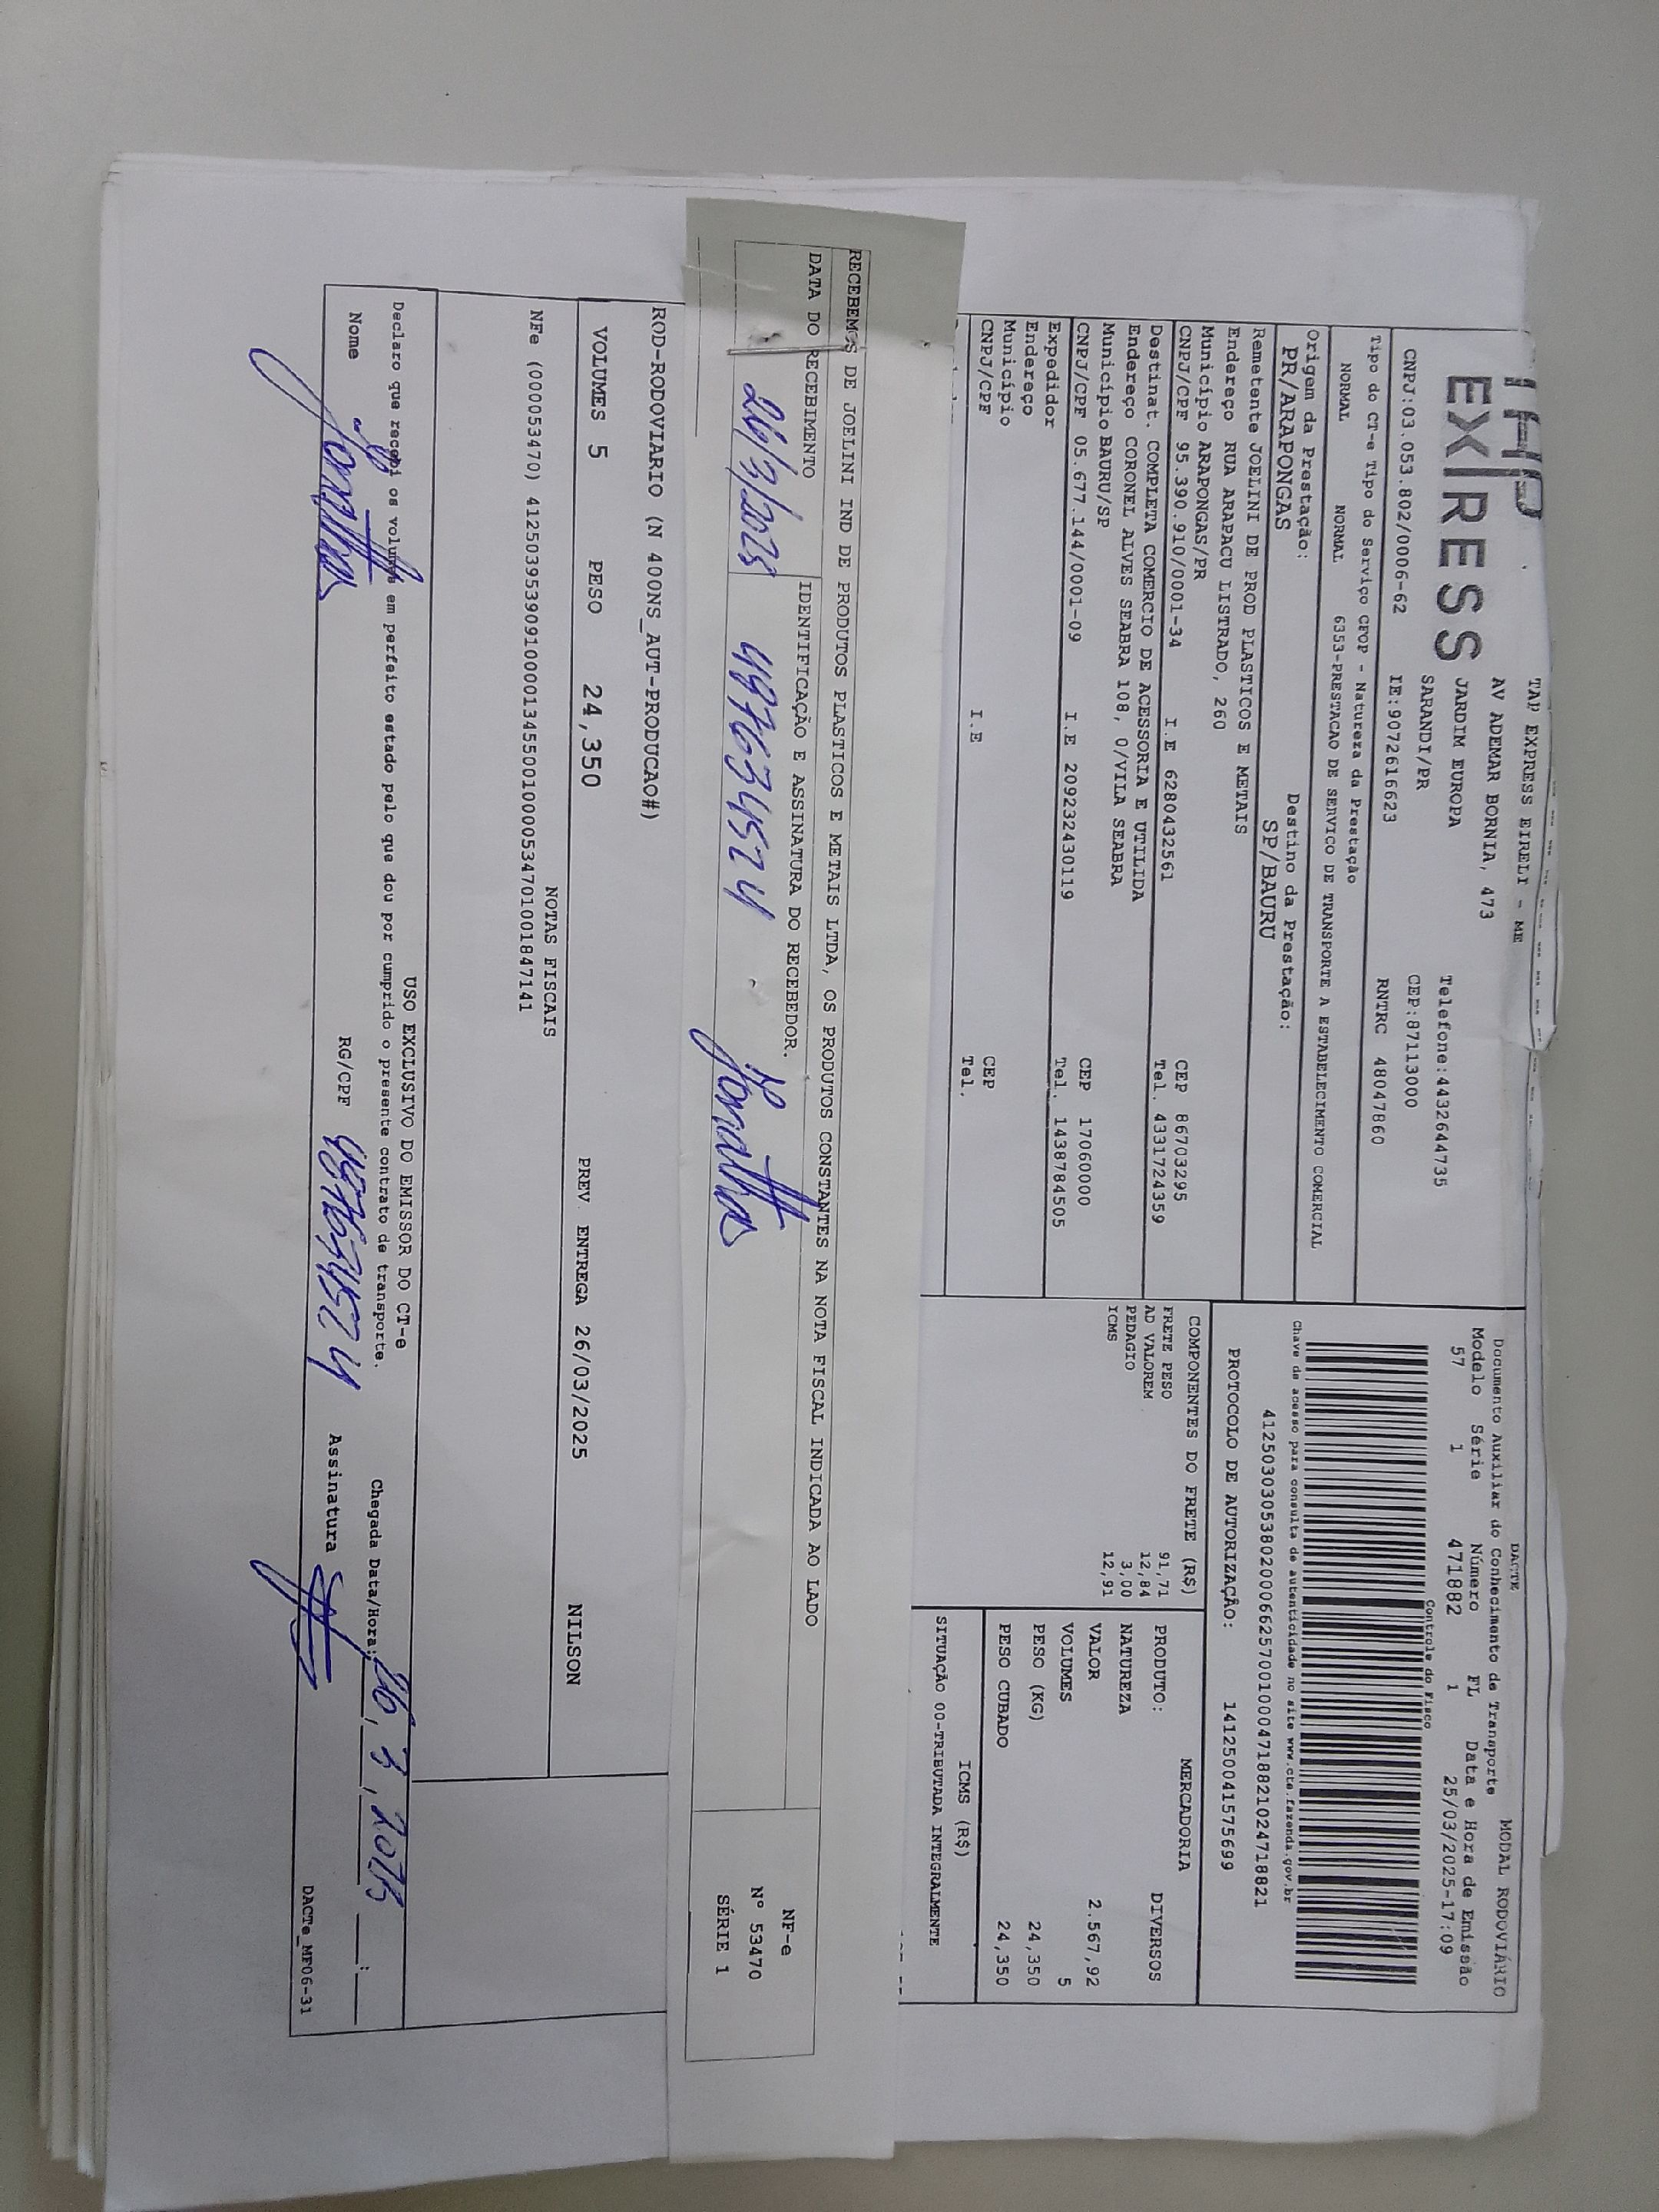 TAP EXPRESS EIRELI - ME
AV ADEMAR BORNIA, 473
JARDIM EUROPA Telefone:4432644735
SARANDI/PR CEP:87113000
EX RESS
CNPJ:03.053.802/0006-62 IE:9072616623 RNTRC 48047860
Tipo do CT-e Tipo do Serviço CFOP - Natureza da Prestação
NORMAL NORMAL 6353-PRESTACAO DE SERVICO DE TRANSPORTE A ESTABELECIMENTO COMERCIAL
Origem da Prestação: Destino da Prestação:
PR/ARAPONGAS SP/BAURU
Remetente JOELINI DE PROD PLASTICOS E METAIS
Endereço RUA ARAPACU LISTRADO, 260
Município ARAPONGAS/PR CEP 86703295
CNPJ/CPF 95.390.910/0001-34 I.E 6280432561 Tel. 4331724359
Destinat. COMPLETA COMERCIO DE ACESSORIA E UTILIDA
Endereço CORONEL ALVES SEABRA 108, 0/VILA SEABRA
Município BAURU/SP CEP 17060000
CNPJ/CPF 05.677.144/0001-09 I.E 209232430119 Tel. 1438784505
Expedidor
Endereço
Município CEP
CNPJ/CPF I.E Tel.
DACTE MODAL RODOVIÁRIO
Documento Auxiliar do Conhecimento de Transporte
Modelo Série Número FL Data e Hora de Emissão
57 1 471882 1 25/03/2025-17:09
Controle do Fisco
Chave de acesso para consulta de autenticidade no site www.cte.fazenda.gov.br
41250303053802000662570010004718821024718821
PROTOCOLO DE AUTORIZAÇÃO: 141250041575699
COMPONENTES DO FRETE (R$)
FRETE PESO 91,71
AD VALOREM 12,84
PEDAGIO 3,00
ICMS 12,91
MERCADORIA
PRODUTO: DIVERSOS
NATUREZA
VALOR 2.567,92
VOLUMES 5
PESO (KG) 24,350
PESO CUBADO 24,350
ICMS (R$)
SITUAÇÃO 00-TRIBUTADA INTEGRALMENTE
RECEBEMOS DE JOELINI IND DE PRODUTOS PLASTICOS E METAIS LTDA, OS PRODUTOS CONSTANTES NA NOTA FISCAL INDICADA AO LADO
DATA DO RECEBIMENTO IDENTIFICAÇÃO E ASSINATURA DO RECEBEDOR.
26/3/2025 Jonathas
NF-e
Nº 53470
SÉRIE 1
ROD-RODOVIARIO (N 400NS_AUT-PRODUCAO#)
VOLUMES 5 PESO 24,350 PREV. ENTREGA 26/03/2025 NILSON
NOTAS FISCAIS
NFe (000053470) 41250395390910000134550010000534701001847141
USO EXCLUSIVO DO EMISSOR DO CT-e
Declaro que recebi os volumes em perfeito estado pelo que dou por cumprido o presente contrato de transporte. Chegada Data/Hora: 26, 3, 2025 :
Nome Jonathas RG/CPF Assinatura
DACTe_MF06-31